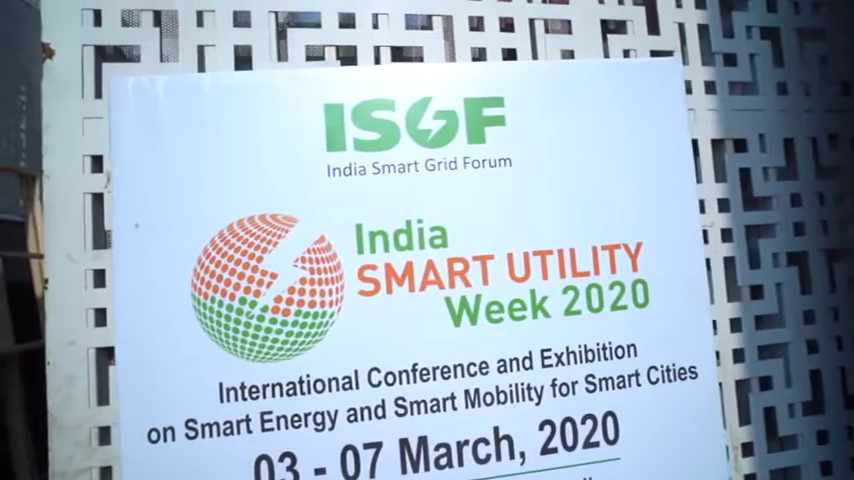 ISGF
India Smart Grid Forum
India
SMART UTILITY
Week 2020
International Conference and Exhibition
on Smart Energy and Smart Mobility for Smart Cities
03 - 07 March, 2020